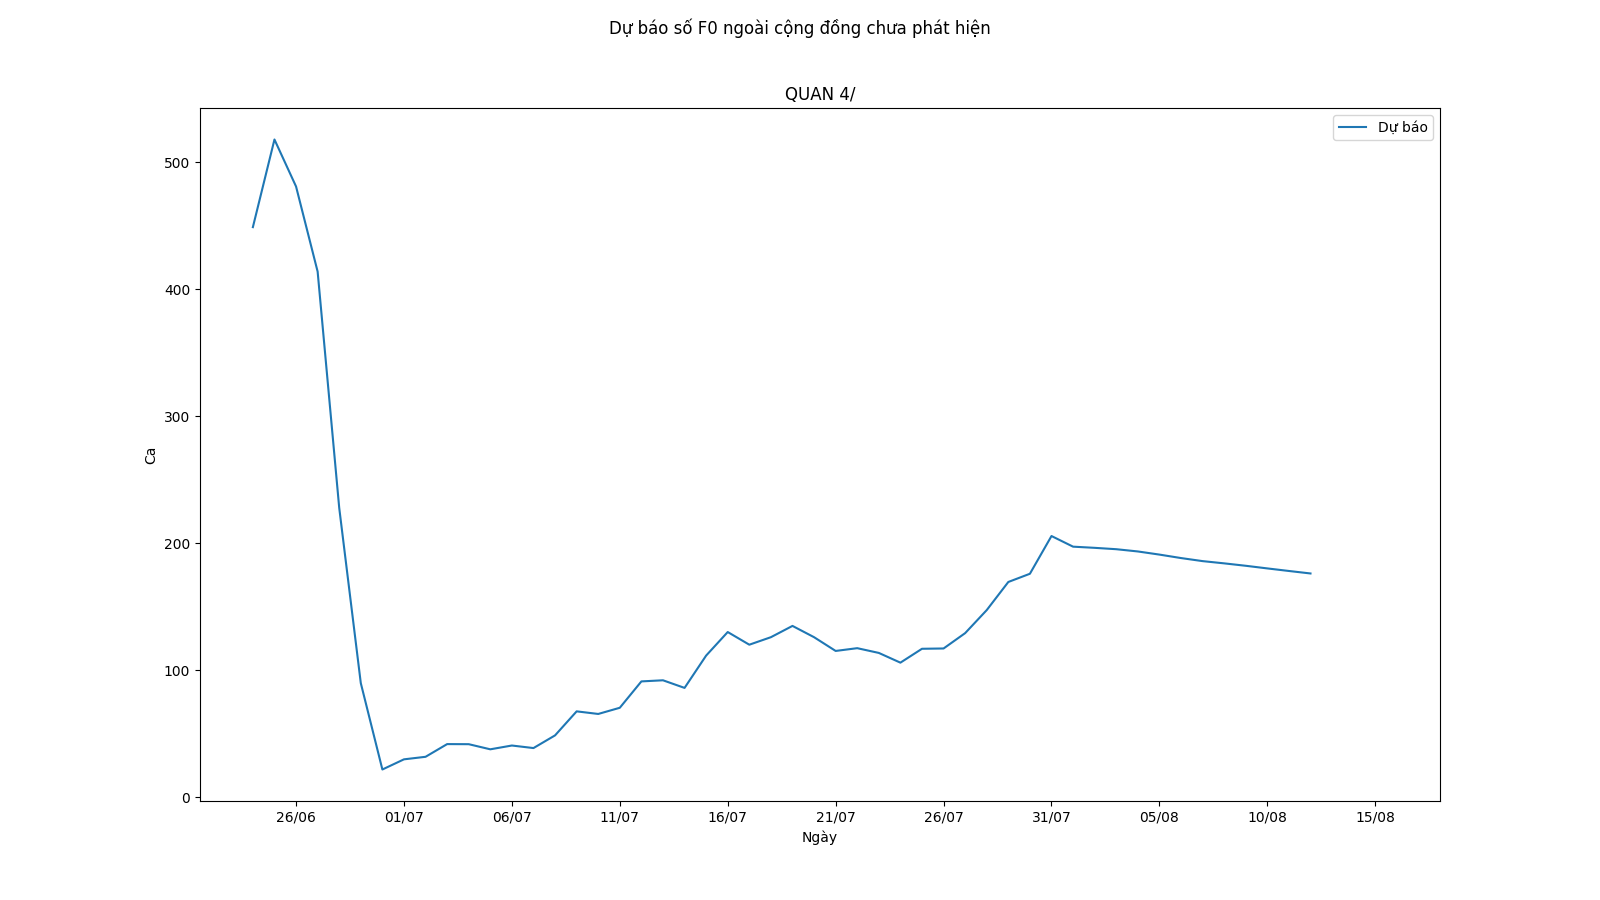 Dự báo số F0 ngoài cộng đồng chưa phát hiện
QUAN 4/
Dự báo
500
400
300
200
100
0
Ca
26/06 01/07 06/07 11/07 16/07 21/07 26/07 31/07 05/08 10/08 15/08
Ngày